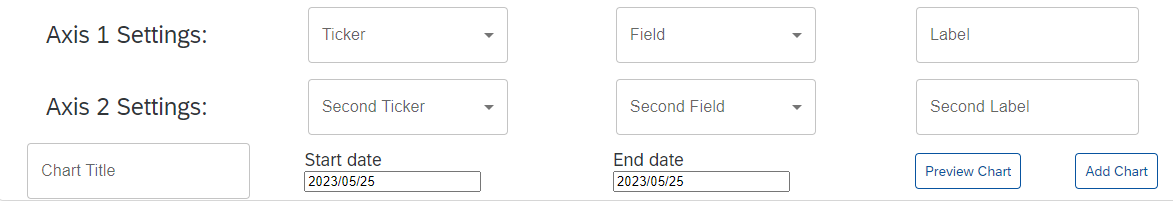 Axis 1 Settings: Ticker Field Label
Axis 2 Settings: Second Ticker Second Field Second Label
Chart Title Start date End date Preview Chart Add Chart
2023/05/25 2023/05/25